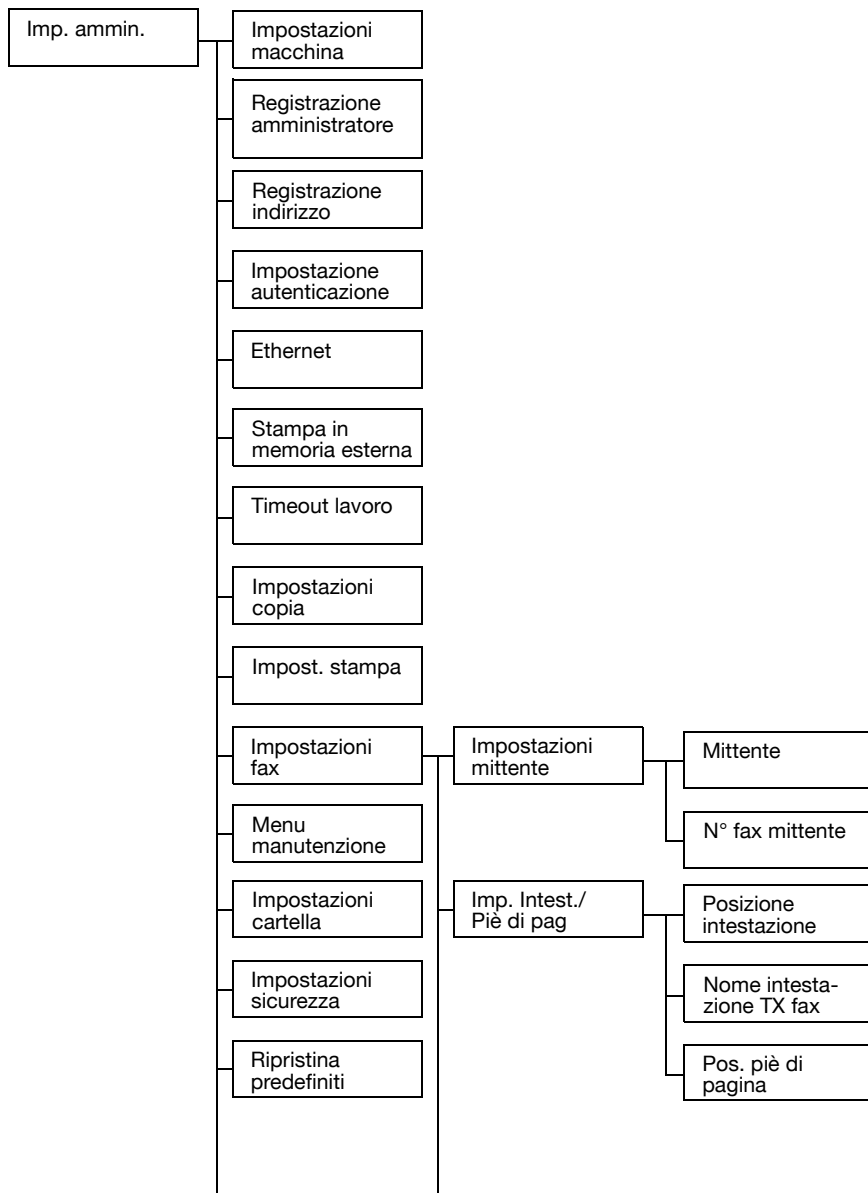 Imp. ammin.
Impostazioni
macchina
Registrazione
amministratore
Registrazione
indirizzo
Impostazione
autenticazione
Ethernet
Stampa in
memoria esterna
Timeout lavoro
Impostazioni
copia
Impost. stampa
Impostazioni
fax
Impostazioni
mittente
Mittente
N° fax mittente
Menu
manutenzione
Impostazioni
cartella
Imp. Intest./
Piè di pag
Posizione
intestazione
Impostazioni
sicurezza
Nome intesta-
zione TX fax
Ripristina
predefiniti
Pos. piè di
pagina